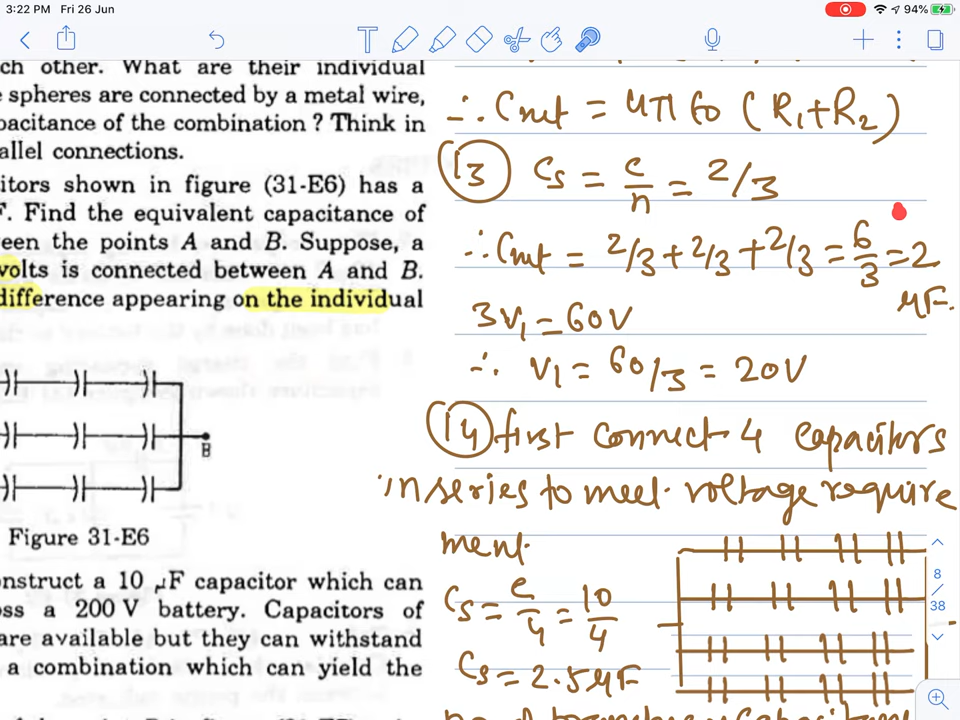 3:22 PM Fri 26 Jun
94%
ch other. What are their individual
e spheres are connected by a metal wire,
pacitance of the combination ? Think in
allel connections.
itors shown in figure (31-E6) has a
F. Find the equivalent capacitance of
een the points A and B. Suppose, a
volts is connected between A and B.
difference appearing on the individual
B
Figure 31-E6
onstruct a 10 μF capacitor which can
oss a 200 V battery. Capacitors of
are available but they can withstand
a combination which can yield the
∴ Cnet = 4π ε0 (R1+R2)
13 Cs = c/n = 2/3
∴ Cnet = 2/3 + 2/3 + 2/3 = 6/3 = 2
μF.
3V1 = 60V
∴ V1 = 60/3 = 20V
14 first connect 4 capacitors
in series to meet voltage require
ment.
Cs = c/4 = 10/4
Cs = 2.5 μF
8
/
38